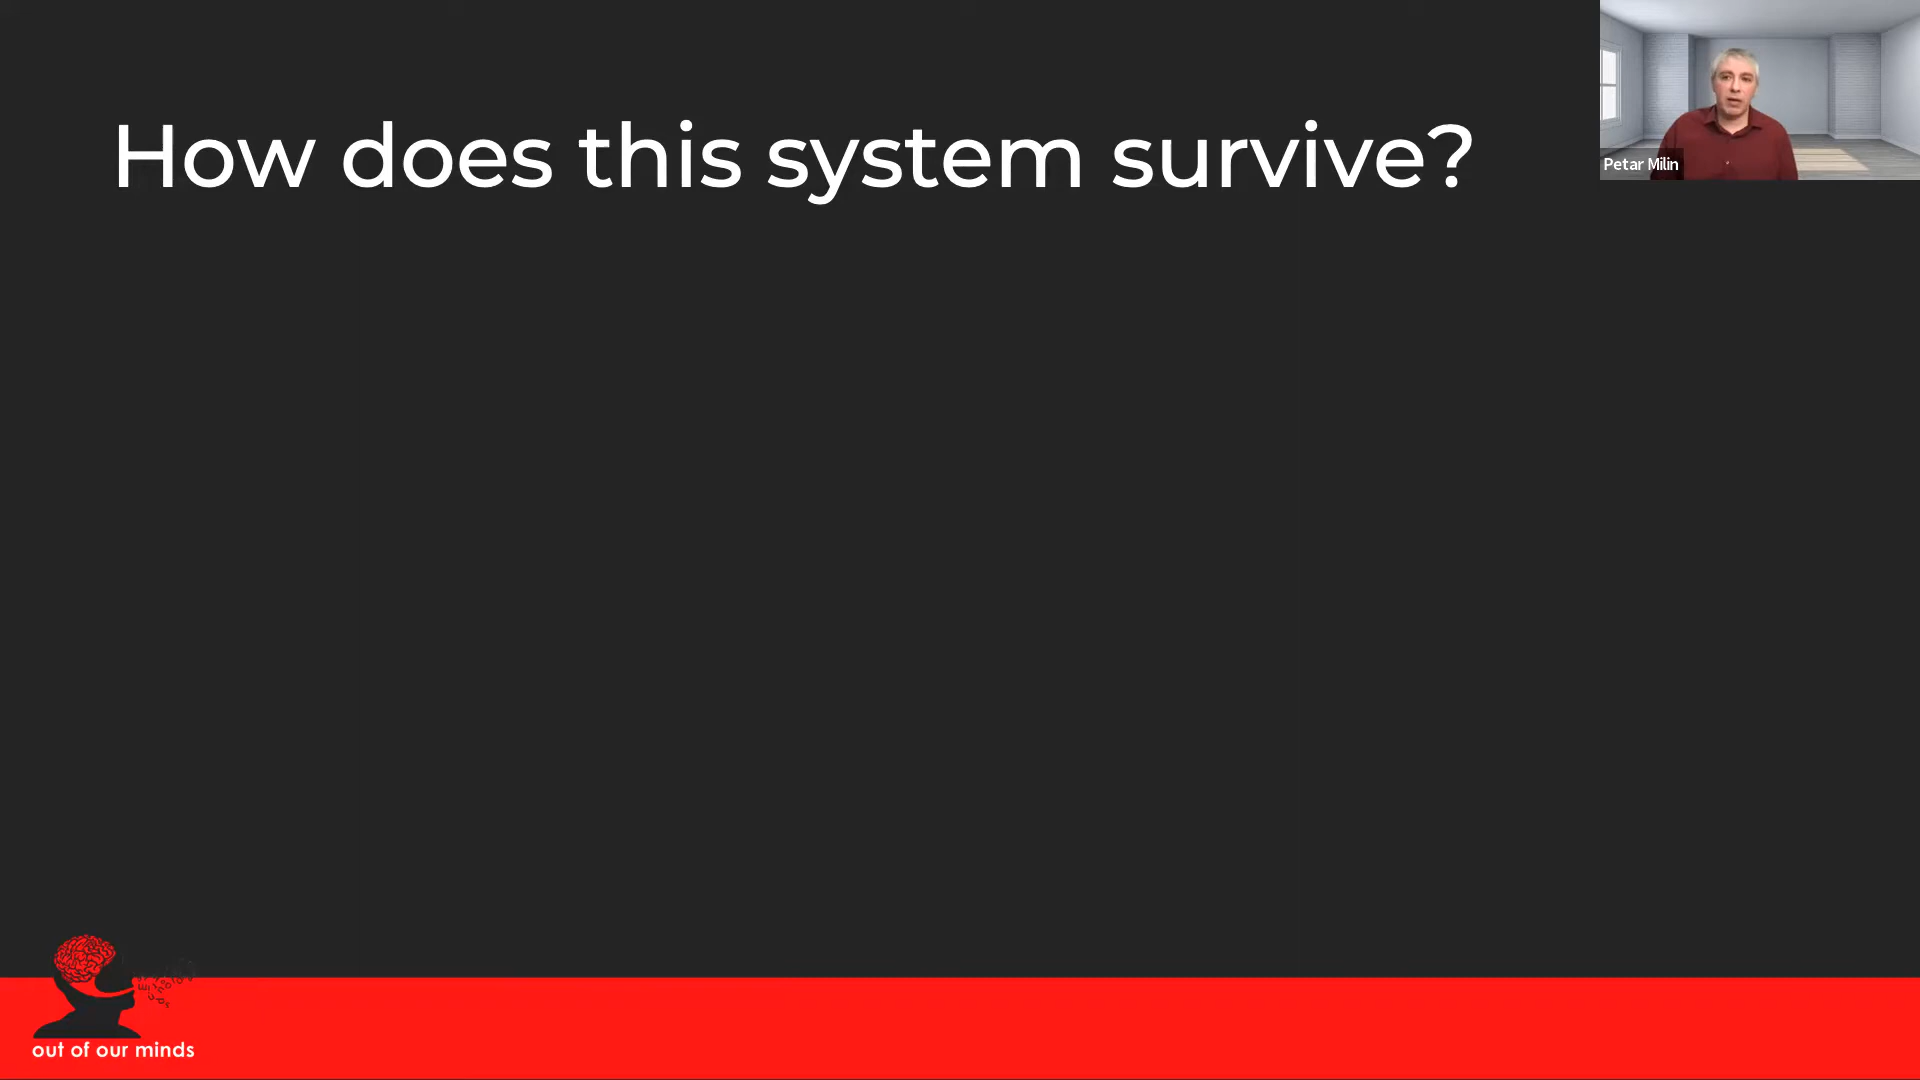 How does this system survive?
Petar Milin
out of our minds